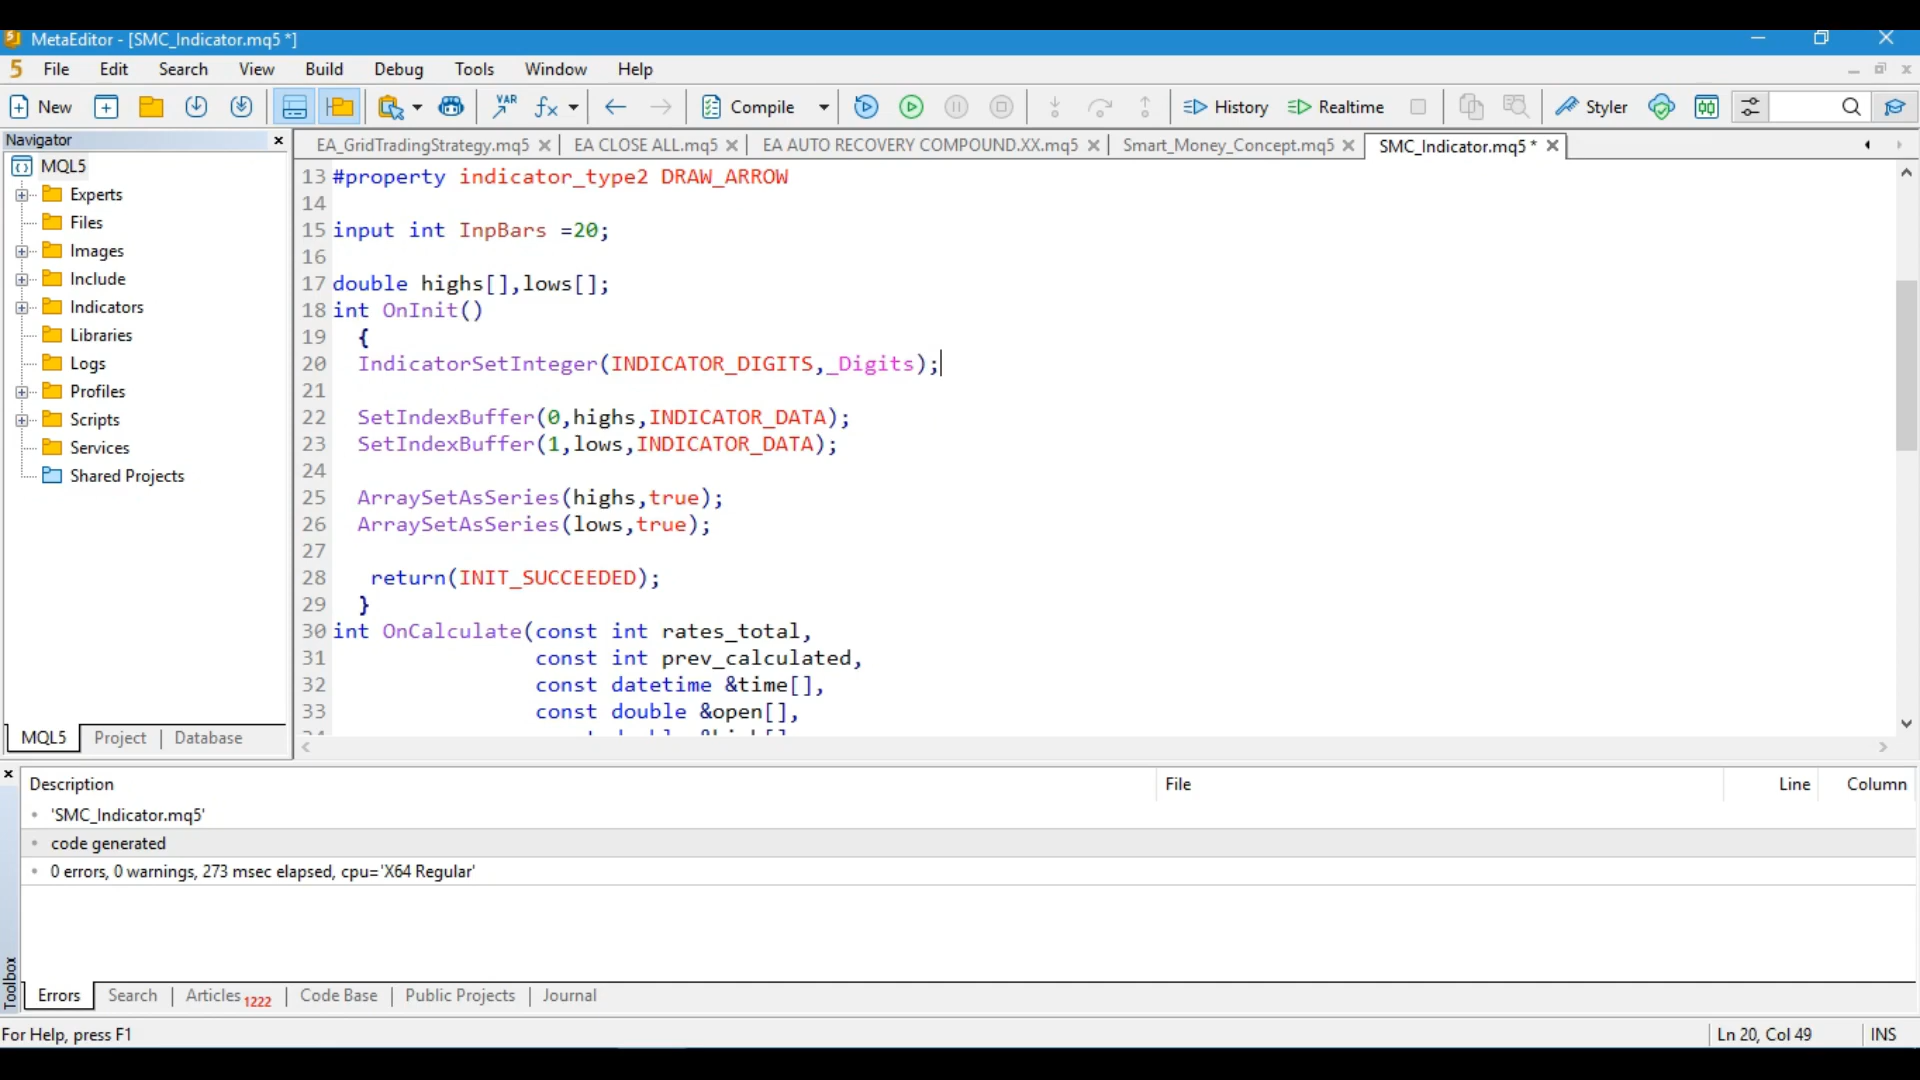 MetaEditor - [SMC_Indicator.mq5 *]
5 File Edit Search View Build Debug Tools Window Help
New VAR Compile History Realtime Styler
Navigator
EA_GridTradingStrategy.mq5 EA CLOSE ALL.mq5 EA AUTO RECOVERY COMPOUND.XX.mq5 Smart_Money_Concept.mq5 SMC_Indicator.mq5 *
MQL5
Experts
Files
Images
Include
Indicators
Libraries
Logs
Profiles
Scripts
Services
Shared Projects
MQL5 Project Database
13 #property indicator_type2 DRAW_ARROW
14
15 input int InpBars =20;
16
17 double highs[],lows[];
18 int OnInit()
19 {
20 IndicatorSetInteger(INDICATOR_DIGITS,_Digits);
21
22 SetIndexBuffer(0,highs,INDICATOR_DATA);
23 SetIndexBuffer(1,lows,INDICATOR_DATA);
24
25 ArraySetAsSeries(highs,true);
26 ArraySetAsSeries(lows,true);
27
28 return(INIT_SUCCEEDED);
29 }
30 int OnCalculate(const int rates_total,
31 const int prev_calculated,
32 const datetime &time[],
33 const double &open[],
Description File Line Column
'SMC_Indicator.mq5'
code generated
0 errors, 0 warnings, 273 msec elapsed, cpu='X64 Regular'
Toolbox
Errors Search Articles 1222 Code Base Public Projects Journal
For Help, press F1 Ln 20, Col 49 INS